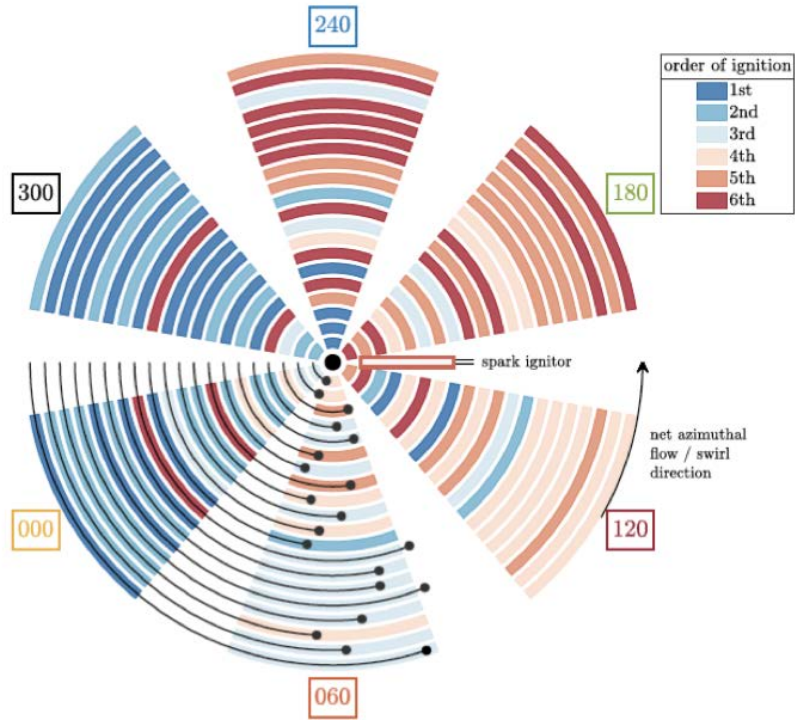 240
order of ignition
1st
2nd
3rd
4th
5th
6th
300
180
spark ignitor
net azimuthal
flow / swirl
direction
000
120
060